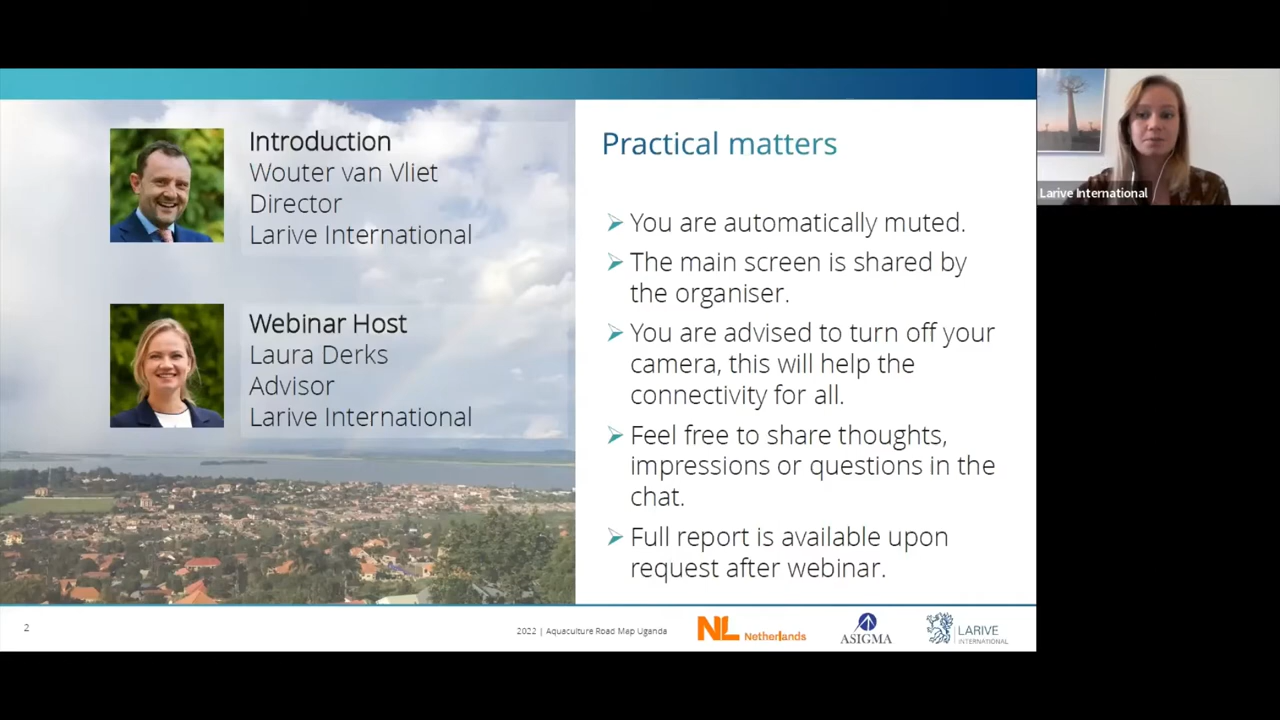 Introduction
Wouter van Vliet
Director
Larive International
Webinar Host
Laura Derks
Advisor
Larive International
Practical matters
You are automatically muted.
The main screen is shared by
the organiser.
You are advised to turn off your
camera, this will help the
connectivity for all.
Feel free to share thoughts,
impressions or questions in the
chat.
Full report is available upon
request after webinar.
2
2022 | Aquaculture Road Map Uganda
NL Netherlands
ASIGMA
LARIVE
INTERNATIONAL
Larive International